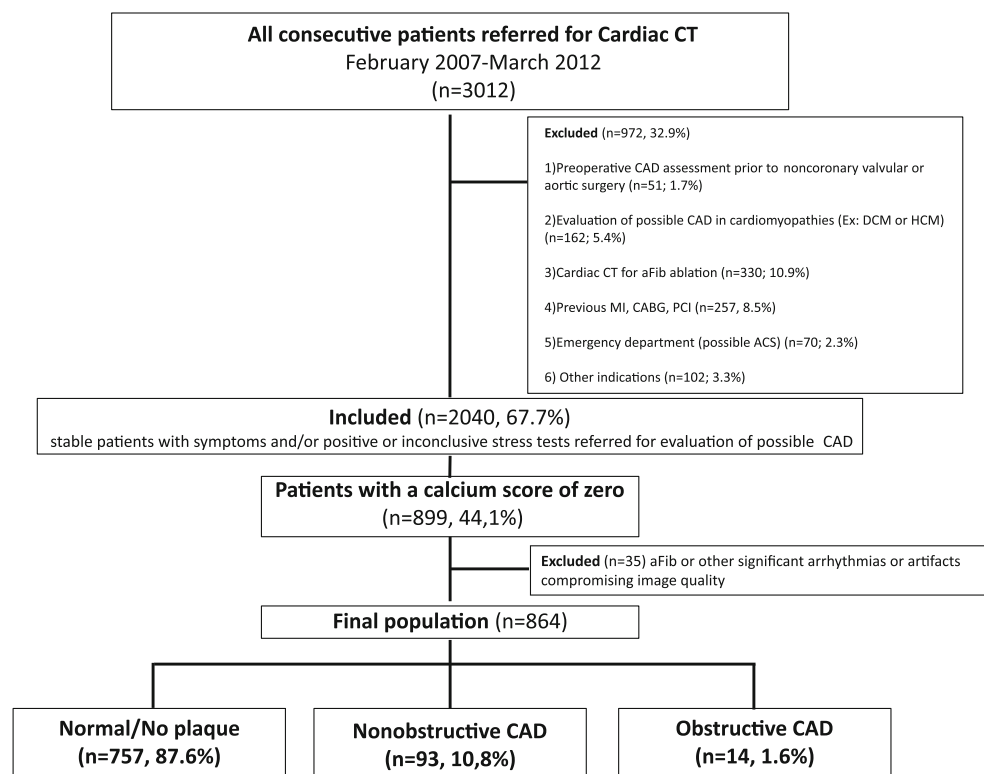 All consecutive patients referred for Cardiac CT
February 2007-March 2012
(n=3012)
Excluded (n=972, 32.9%)
1)Preoperative CAD assessment prior to noncoronary valvular or
aortic surgery (n=51; 1.7%)
2)Evaluation of possible CAD in cardiomyopathies (Ex: DCM or HCM)
(n=162; 5.4%)
3)Cardiac CT for aFib ablation (n=330; 10.9%)
4)Previous MI, CABG, PCI (n=257, 8.5%)
5)Emergency department (possible ACS) (n=70; 2.3%)
6) Other indications (n=102; 3.3%)
Included (n=2040, 67.7%)
stable patients with symptoms and/or positive or inconclusive stress tests referred for evaluation of possible CAD
Patients with a calcium score of zero
(n=899, 44,1%)
Excluded (n=35) aFib or other significant arrhythmias or artifacts
compromising image quality
Final population (n=864)
Normal/No plaque
(n=757, 87.6%)
Nonobstructive CAD
(n=93, 10,8%)
Obstructive CAD
(n=14, 1.6%)